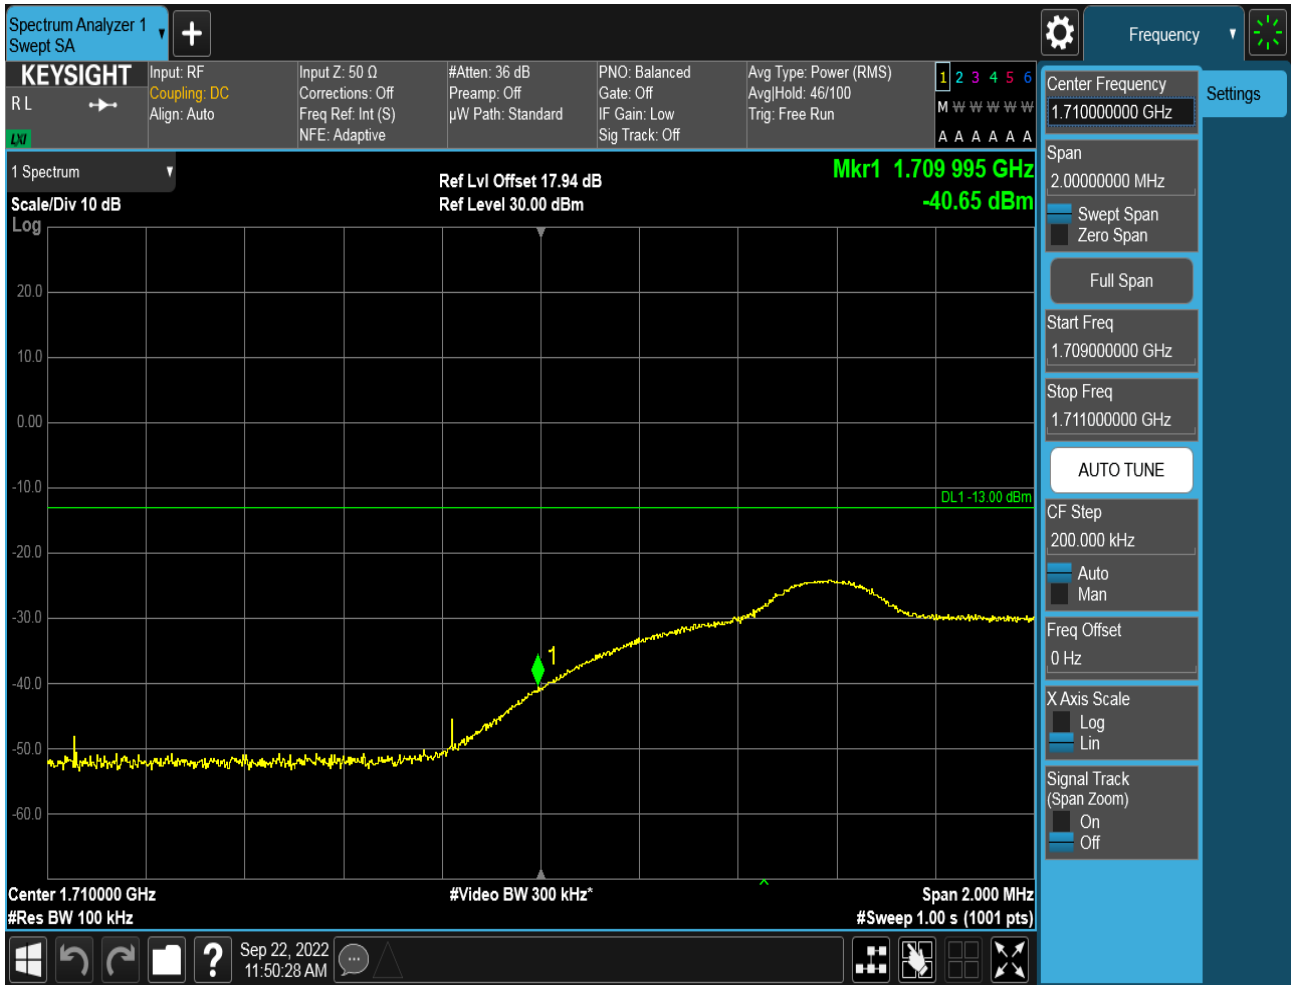 Spectrum Analyzer 1
Swept SA
+
Frequency
KEYSIGHT
R L
LXI
Input: RF
Coupling: DC
Align: Auto
Input Z: 50 Ω
Corrections: Off
Freq Ref: Int (S)
NFE: Adaptive
#Atten: 36 dB
Preamp: Off
µW Path: Standard
PNO: Balanced
Gate: Off
IF Gain: Low
Sig Track: Off
Avg Type: Power (RMS)
Avg|Hold: 46/100
Trig: Free Run
1 2 3 4 5 6
M W W W W W
A A A A A A
1 Spectrum
Scale/Div 10 dB
Log
Ref Lvl Offset 17.94 dB
Ref Level 30.00 dBm
Mkr1 1.709 995 GHz
-40.65 dBm
20.0
10.0
0.00
-10.0
DL1 -13.00 dBm
-20.0
-30.0
1
-40.0
-50.0
-60.0
Center 1.710000 GHz
#Res BW 100 kHz
#Video BW 300 kHz*
Span 2.000 MHz
#Sweep 1.00 s (1001 pts)
Sep 22, 2022
11:50:28 AM
?
Center Frequency
1.710000000 GHz
Settings
Span
2.00000000 MHz
Swept Span
Zero Span
Full Span
Start Freq
1.709000000 GHz
Stop Freq
1.711000000 GHz
AUTO TUNE
CF Step
200.000 kHz
Auto
Man
Freq Offset
0 Hz
X Axis Scale
Log
Lin
Signal Track
(Span Zoom)
On
Off